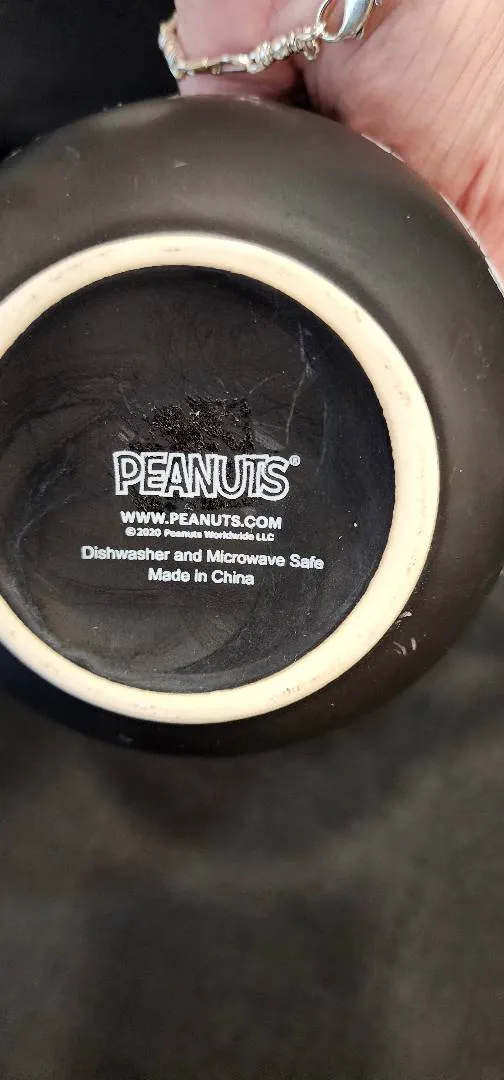 PEANUTS®
WWW.PEANUTS.COM
©2020 Peanuts Worldwide LLC
Dishwasher and Microwave Safe
Made in China